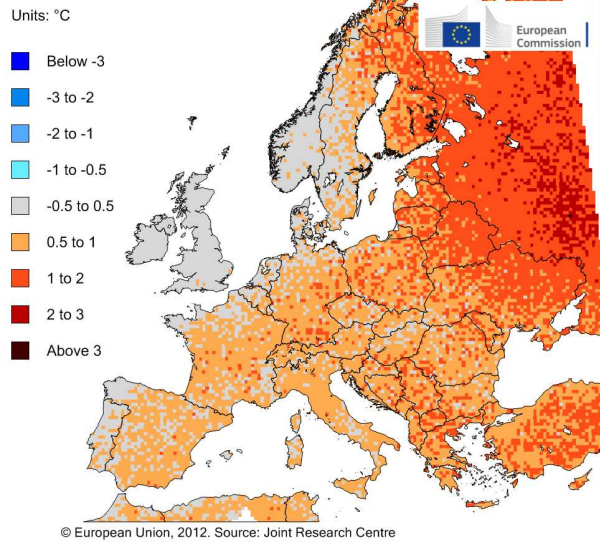 Units: °C
European
Commission
Below -3
-3 to -2
-2 to -1
-1 to -0.5
-0.5 to 0.5
0.5 to 1
1 to 2
2 to 3
Above 3
© European Union, 2012. Source: Joint Research Centre